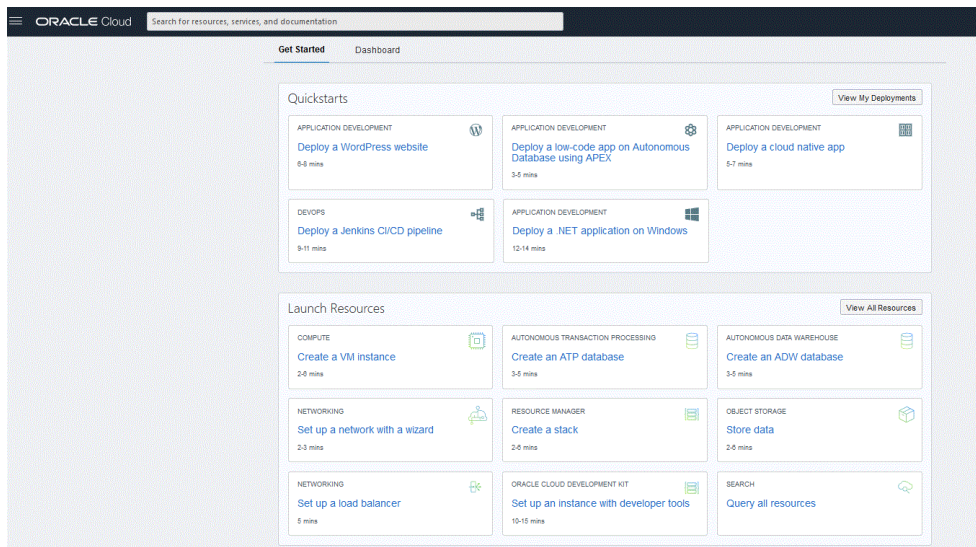 ORACLE Cloud
Search for resources, services, and documentation
Get Started
Dashboard
Quickstarts
View My Deployments
APPLICATION DEVELOPMENT
Deploy a WordPress website
6-8 mins
APPLICATION DEVELOPMENT
Deploy a low-code app on Autonomous
Database using APEX
3-5 mins
APPLICATION DEVELOPMENT
Deploy a cloud native app
5-7 mins
DEVOPS
Deploy a Jenkins CI/CD pipeline
9-11 mins
APPLICATION DEVELOPMENT
Deploy a .NET application on Windows
12-14 mins
Launch Resources
View All Resources
COMPUTE
Create a VM instance
2-6 mins
AUTONOMOUS TRANSACTION PROCESSING
Create an ATP database
3-5 mins
AUTONOMOUS DATA WAREHOUSE
Create an ADW database
3-5 mins
NETWORKING
Set up a network with a wizard
2-3 mins
RESOURCE MANAGER
Create a stack
2-6 mins
OBJECT STORAGE
Store data
2-6 mins
NETWORKING
Set up a load balancer
5 mins
ORACLE CLOUD DEVELOPMENT KIT
Set up an instance with developer tools
10-15 mins
SEARCH
Query all resources